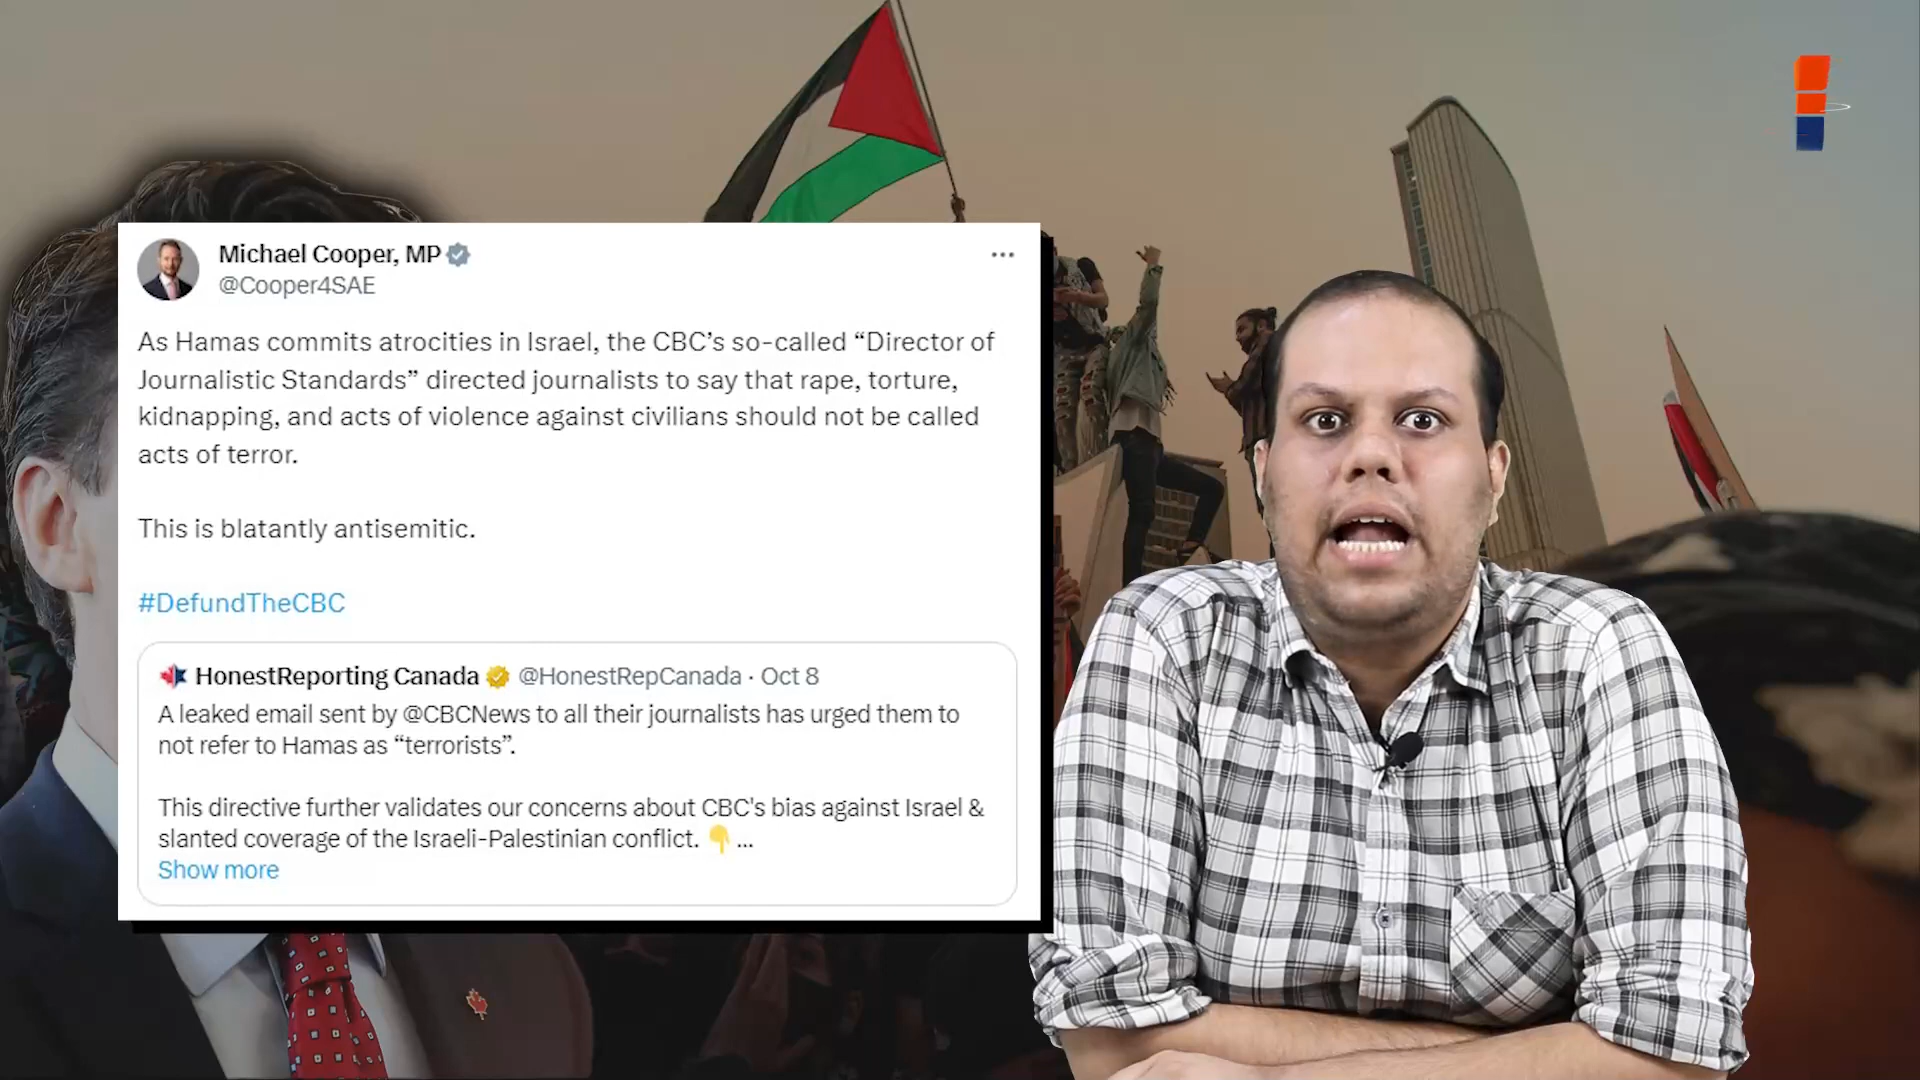 Michael Cooper, MP
@Cooper4SAE
As Hamas commits atrocities in Israel, the CBC’s so-called “Director of
Journalistic Standards” directed journalists to say that rape, torture,
kidnapping, and acts of violence against civilians should not be called
acts of terror.
This is blatantly antisemitic.
#DefundTheCBC
HonestReporting Canada @HonestRepCanada · Oct 8
A leaked email sent by @CBCNews to all their journalists has urged them to
not refer to Hamas as “terrorists”.
This directive further validates our concerns about CBC's bias against Israel &
slanted coverage of the Israeli-Palestinian conflict. 👇 ...
Show more